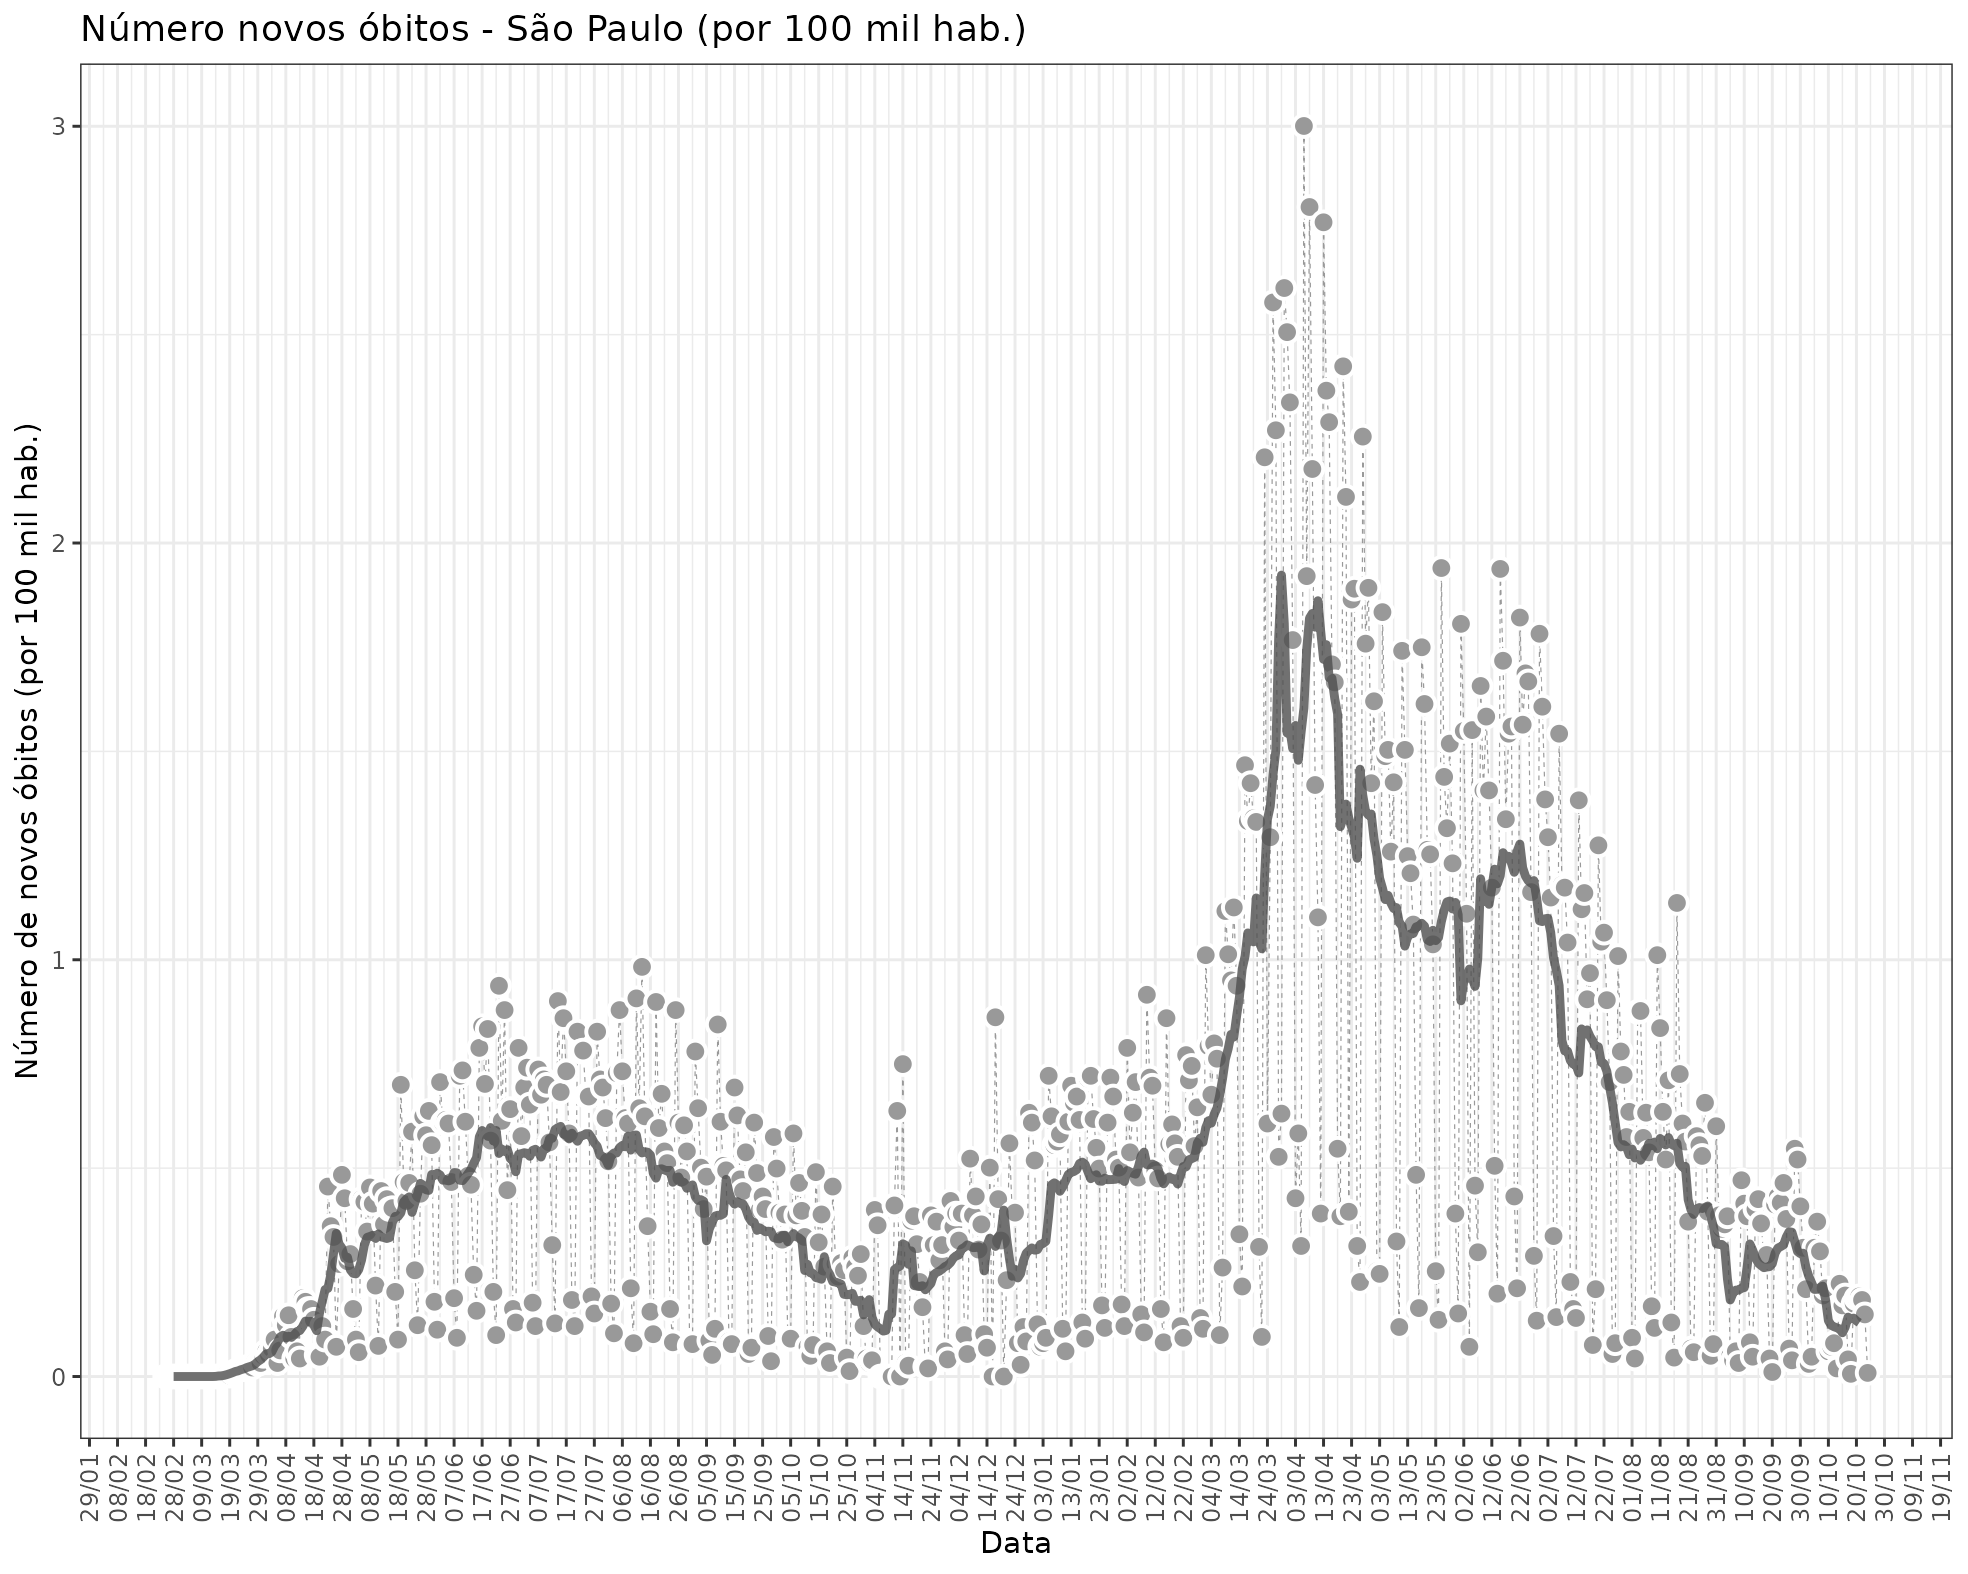 Número novos óbitos - São Paulo (por 100 mil hab.)
Número de novos óbitos (por 100 mil hab.)
3
2
1
0
29/01 08/02 18/02 28/02 09/03 19/03 29/03 08/04 18/04 28/04 08/05 18/05 28/05 07/06 17/06 27/06 07/07 17/07 27/07 06/08 16/08 26/08 05/09 15/09 25/09 05/10 15/10 25/10 04/11 14/11 24/11 04/12 14/12 24/12 03/01 13/01 23/01 02/02 12/02 22/02 04/03 14/03 24/03 03/04 13/04 23/04 03/05 13/05 23/05 02/06 12/06 22/06 02/07 12/07 22/07 01/08 11/08 21/08 31/08 10/09 20/09 30/09 10/10 20/10 30/10 09/11 19/11
Data